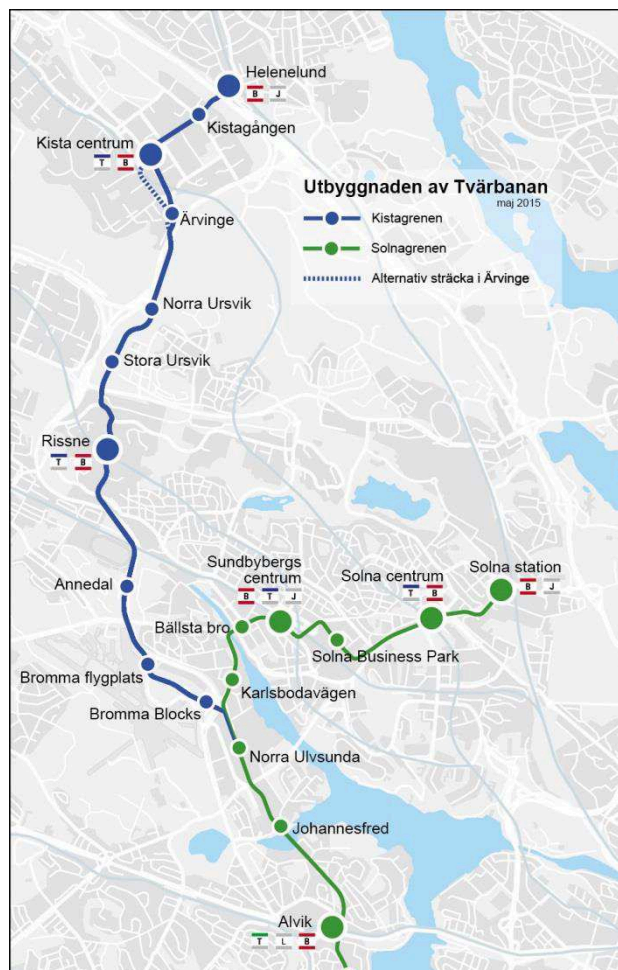 Helenelund
B J
Kistagången
Kista centrum
T B
Utbyggnaden av Tvärbanan
maj 2015
Kistagrenen
Solnagrenen
Alternativ sträcka i Ärvinge
Ärvinge
Norra Ursvik
Stora Ursvik
Rissne
T B
Annedal
Sundbybergs
centrum
B T J
Solna centrum
T B
Solna station
B J
Bällsta bro
Solna Business Park
Bromma flygplats
Karlsbodavägen
Bromma Blocks
Norra Ulvsunda
Johannesfred
Alvik
T L B